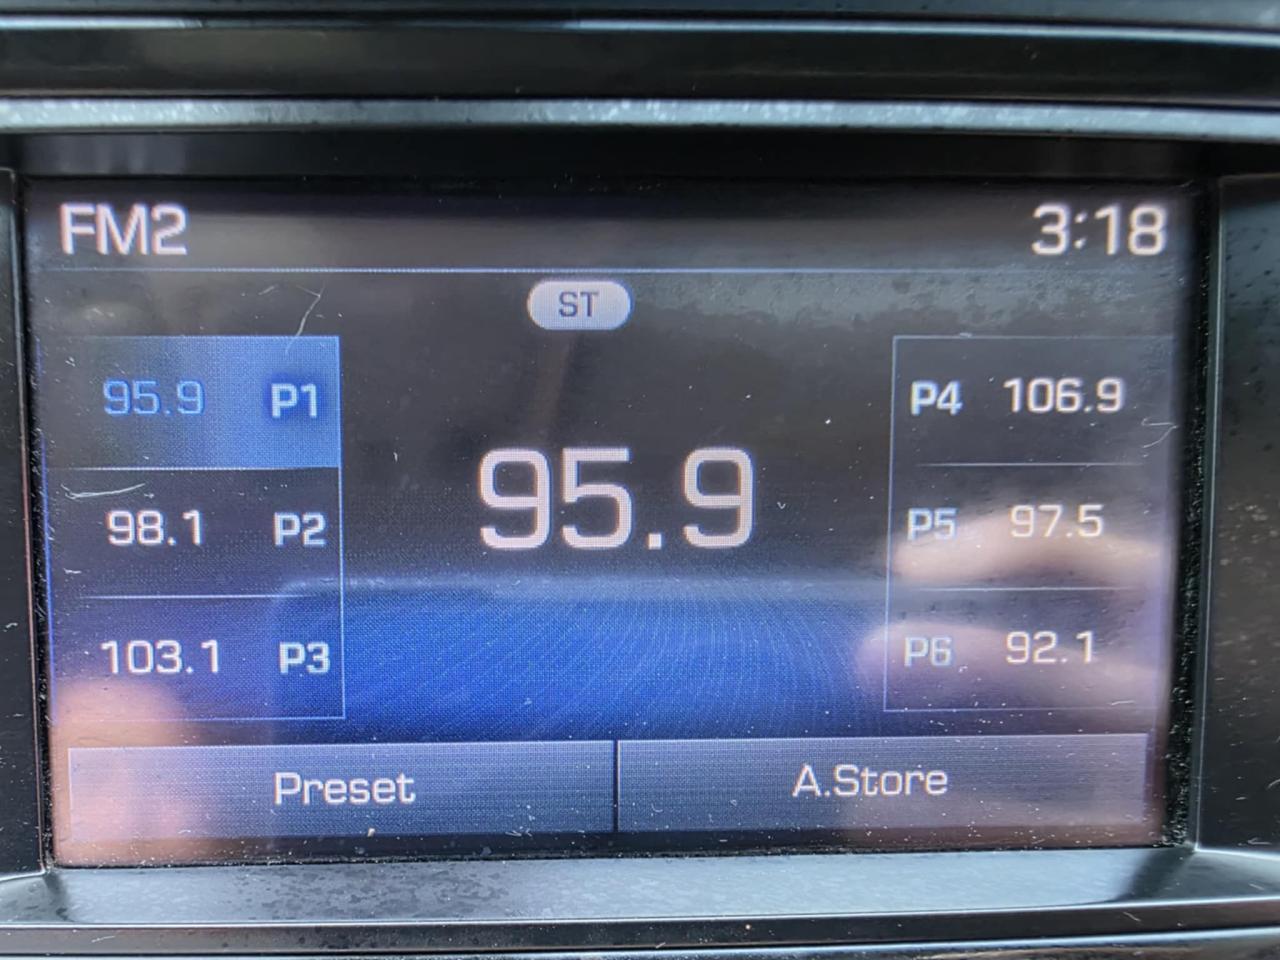 FM2
3:18
ST
95.9 P1
98.1 P2
103.1 P3
95.9
P4 106.9
P5 97.5
P6 92.1
Preset
A.Store